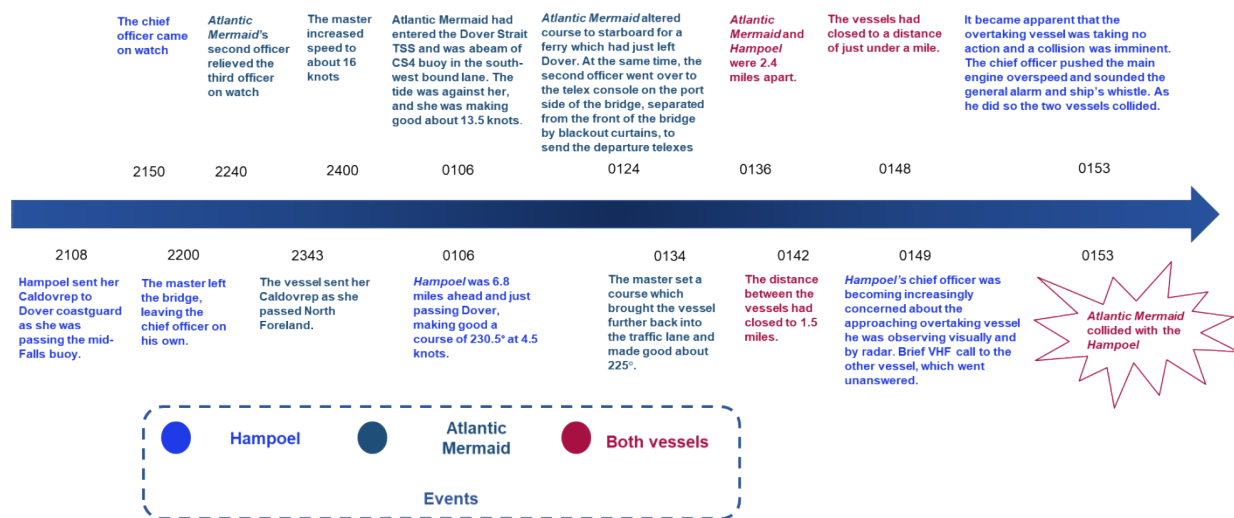 The chief
officer came
on watch
Atlantic
Mermaid's
second officer
relieved the
third officer
on watch
The master
increased
speed to
about 16
knots
Atlantic Mermaid had
entered the Dover Strait
TSS and was abeam of
CS4 buoy in the south-
west bound lane. The
tide was against her,
and she was making
good about 13.5 knots.
Atlantic Mermaid altered
course to starboard for a
ferry which had just left
Dover. At the same time, the
second officer went over to
the telex console on the port
side of the bridge, separated
from the front of the bridge
by blackout curtains, to
send the departure telexes
Atlantic
Mermaid and
Hampoel
were 2.4
miles apart.
The vessels had
closed to a distance
of just under a mile.
It became apparent that the
overtaking vessel was taking no
action and a collision was imminent.
The chief officer pushed the main
engine overspeed and sounded the
general alarm and ship's whistle. As
he did so the two vessels collided.
2150
2240
2400
0106
0124
0136
0148
0153
2108
2200
2343
0106
0134
0142
0149
0153
Hampoel sent her
Caldovrep to
Dover coastguard
as she was
passing the mid-
Falls buoy.
The master left
the bridge,
leaving the
chief officer on
his own.
The vessel sent her
Caldovrep as she
passed North
Foreland.
Hampoel was 6.8
miles ahead and just
passing Dover,
making good a
course of 230.5° at 4.5
knots.
The master set a
course which
brought the vessel
further back into
the traffic lane and
made good about
225°.
The distance
between the
vessels had
closed to 1.5
miles.
Hampoel's chief officer was
becoming increasingly
concerned about the
approaching overtaking vessel
he was observing visually and
by radar. Brief VHF call to the
other vessel, which went
unanswered.
Atlantic Mermaid
collided with the
Hampoel
Hampoel
Atlantic
Mermaid
Both vessels
Events